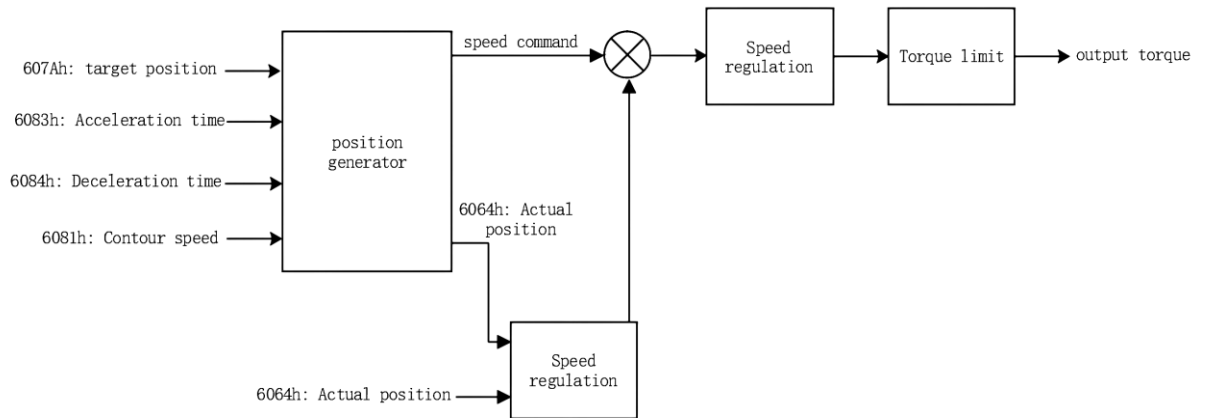 speed command
Speed
regulation
Torque limit
output torque
607Ah: target position
6083h: Acceleration time
position
generator
6084h: Deceleration time
6064h: Actual
position
6081h: Contour speed
Speed
regulation
6064h: Actual position